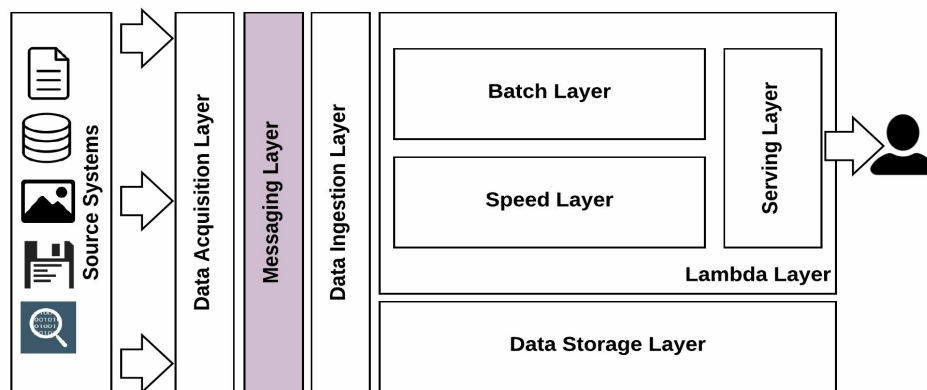 Source Systems
Data Acquisition Layer
Messaging Layer
Data Ingestion Layer
Batch Layer
Speed Layer
Serving Layer
Lambda Layer
Data Storage Layer